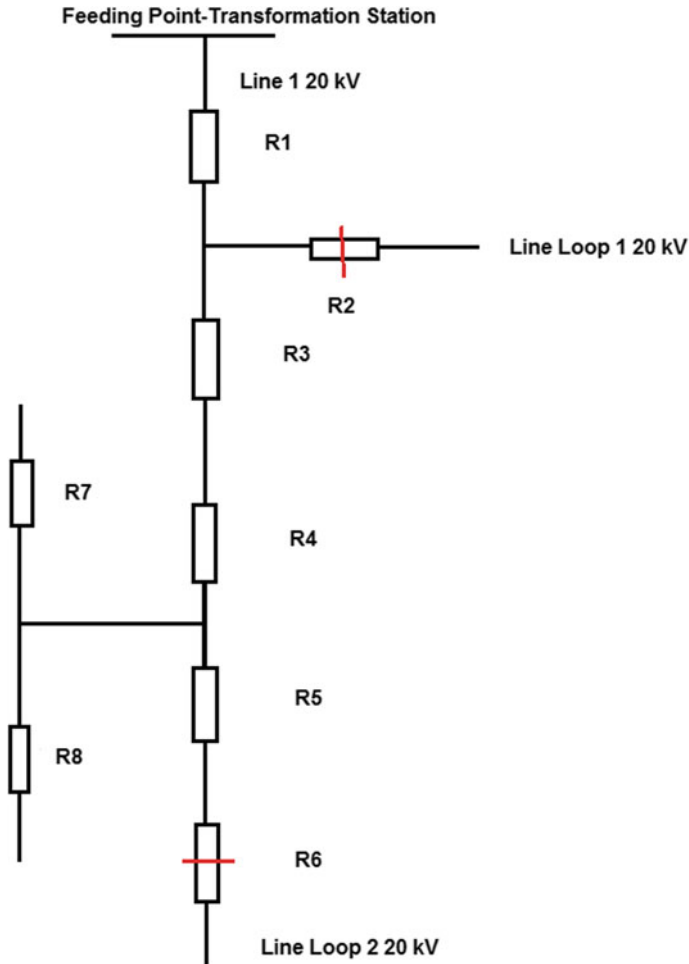 Feeding Point-Transformation Station
Line 1 20 kV
R1
Line Loop 1 20 kV
R2
R3
R7
R4
R5
R8
R6
Line Loop 2 20 kV